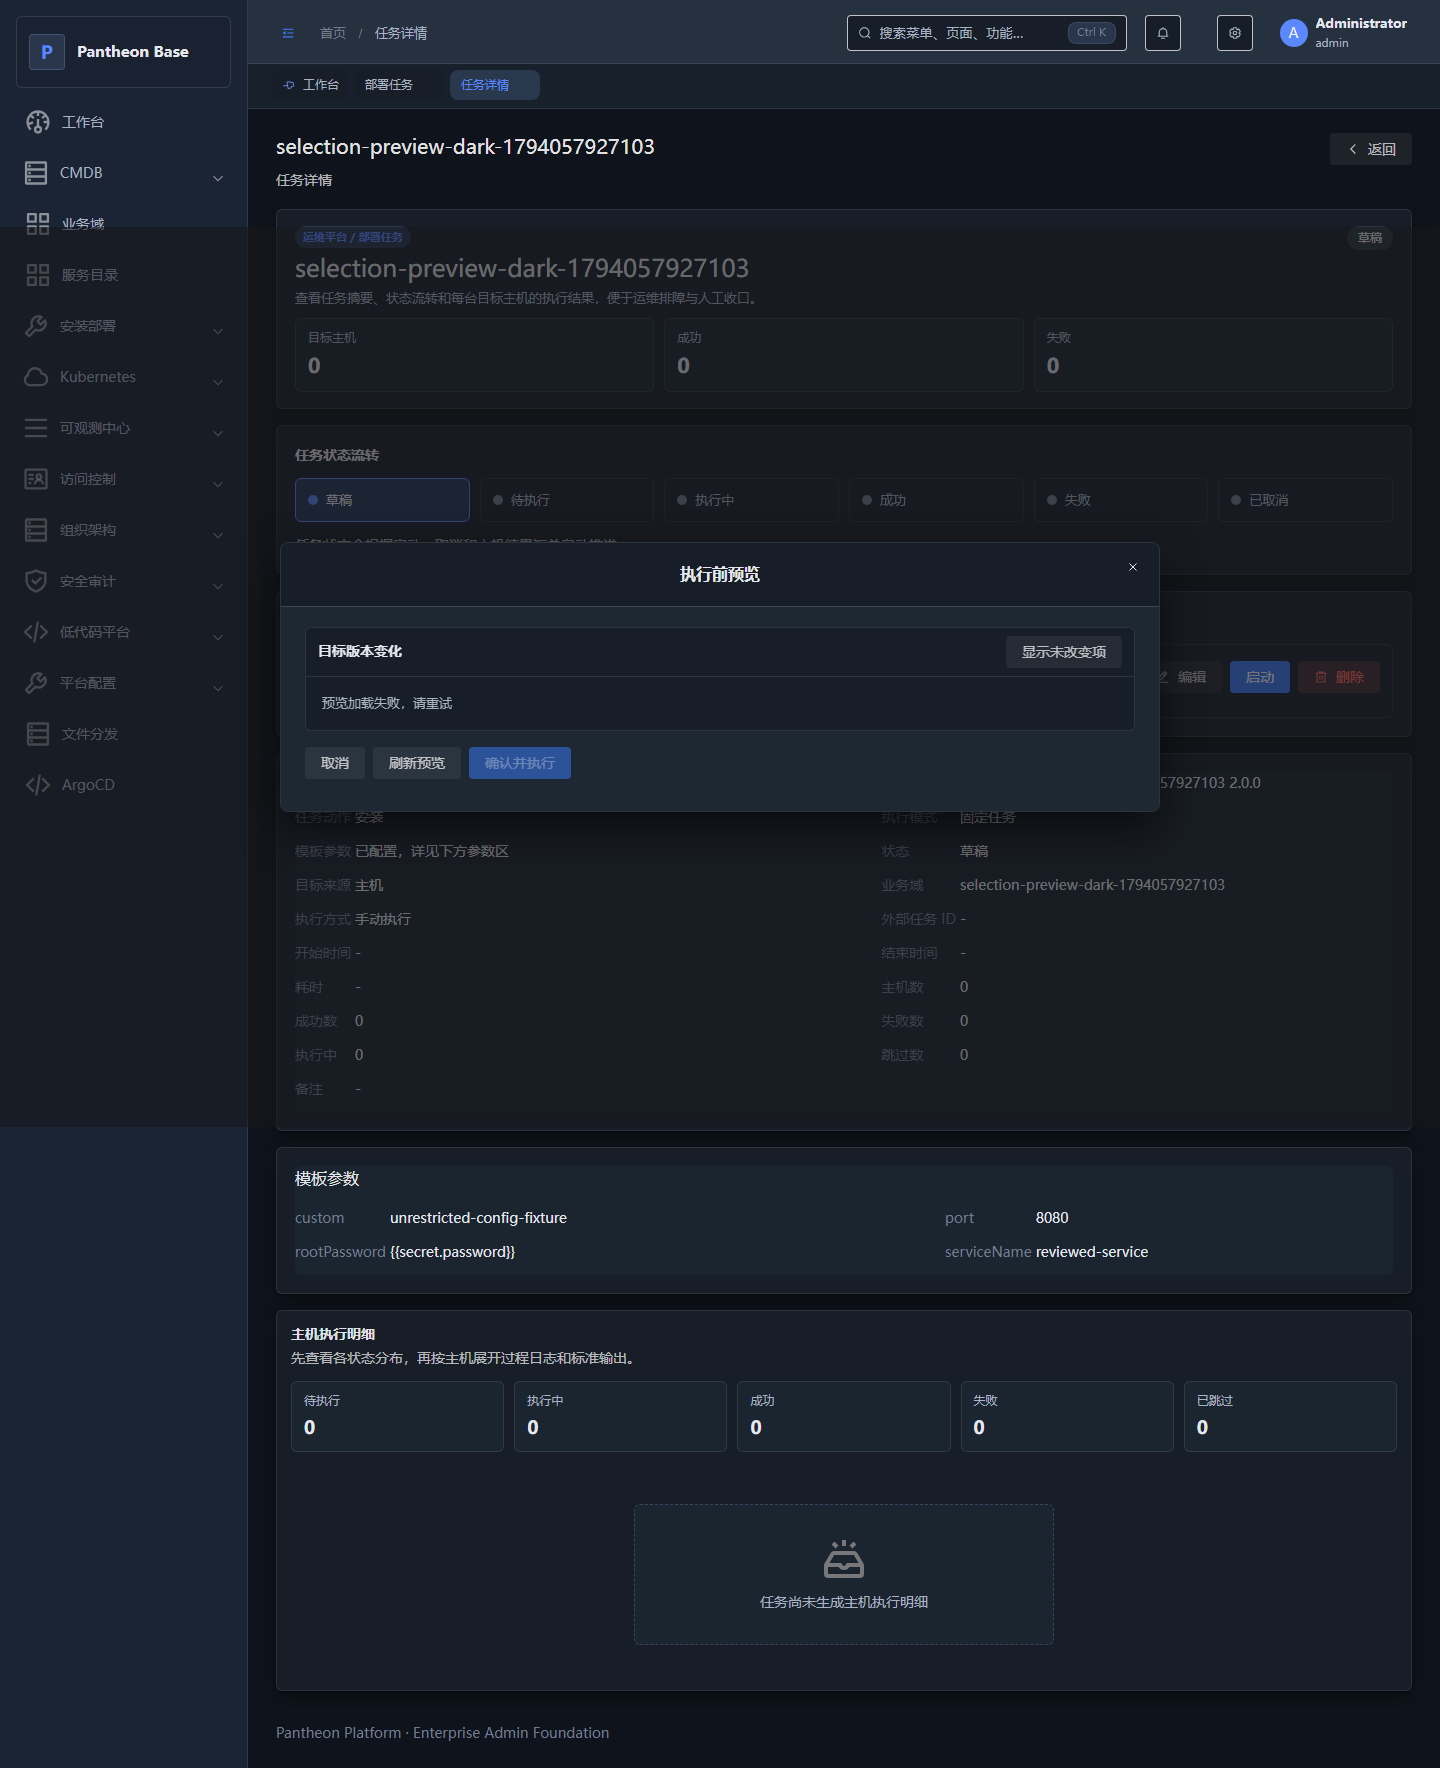 P Pantheon Base
工作台
CMDB
业务域
服务目录
安装部署
Kubernetes
可观测中心
访问控制
组织架构
安全审计
低代码平台
平台配置
文件分发
ArgoCD
首页 / 任务详情
搜索菜单、页面、功能... Ctrl K
A Administrator
admin
工作台 部署任务 任务详情
selection-preview-dark-1794057927103
返回
任务详情
运维平台 / 部署任务
草稿
selection-preview-dark-1794057927103
查看任务摘要、状态流转和每台目标主机的执行结果，便于运维排障与人工收口。
目标主机 成功 失败
0 0 0
任务状态流转
草稿 待执行 执行中 成功 失败 已取消
执行前预览
目标版本变化 显示未改变项
预览加载失败，请重试
取消 刷新预览 确认并执行
编辑 启动 删除
57927103 2.0.0
任务动作 安装 执行模式 固定任务
模板参数 已配置，详见下方参数区 状态 草稿
目标来源 主机 业务域 selection-preview-dark-1794057927103
执行方式 手动执行 外部任务 ID -
开始时间 - 结束时间 -
耗时 - 主机数 0
成功数 0 失败数 0
执行中 0 跳过数 0
备注 -
模板参数
custom unrestricted-config-fixture port 8080
rootPassword {{secret.password}} serviceName reviewed-service
主机执行明细
先查看各状态分布，再按主机展开过程日志和标准输出。
待执行 执行中 成功 失败 已跳过
0 0 0 0 0
任务尚未生成主机执行明细
Pantheon Platform · Enterprise Admin Foundation